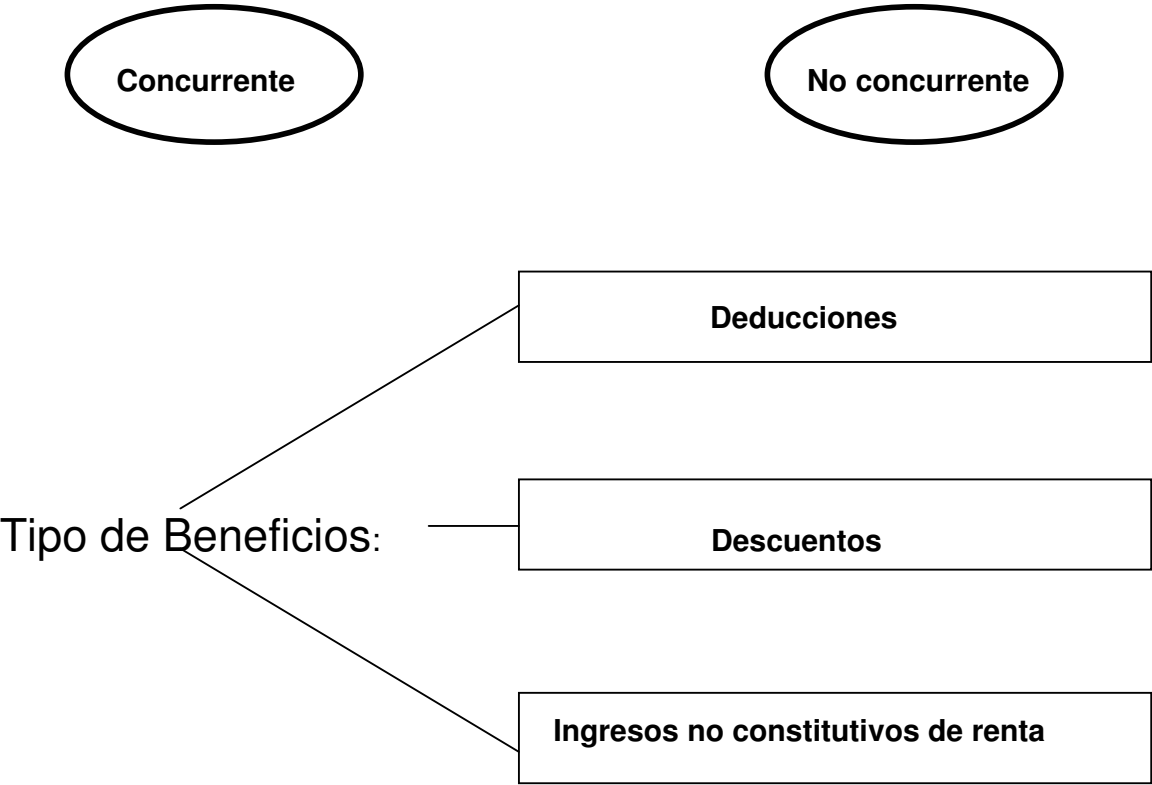 Concurrente
No concurrente
Deducciones
Tipo de Beneficios:
Descuentos
Ingresos no constitutivos de renta